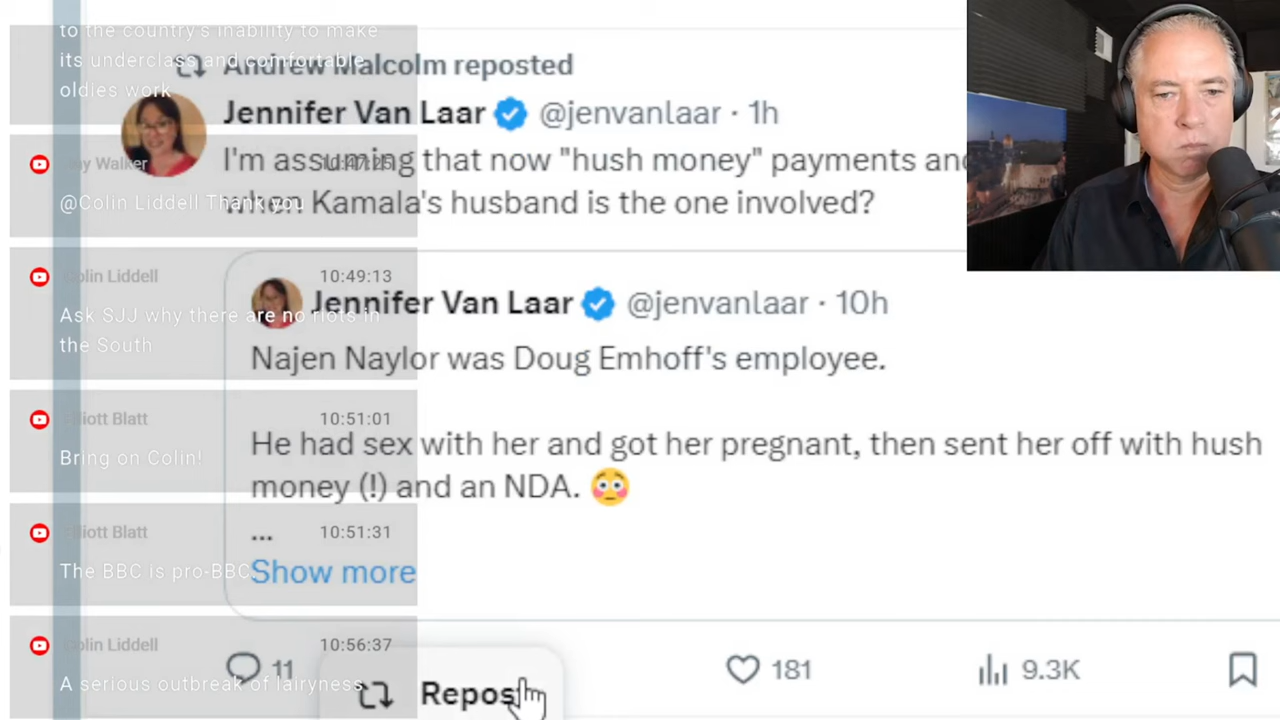 to the country's inability to make
its underclass and comfortable
oldies work
Andrew Malcolm reposted
Jennifer Van Laar @jenvanlaar · 1h
I'm assuming that now "hush money" payments and
when Kamala's husband is the one involved?
Jay Walker 10:47:25
@Colin Liddell Thank you
Colin Liddell 10:49:13
Ask SJJ why there are no riots in
the South
Elliott Blatt 10:51:01
Bring on Colin!
Elliott Blatt 10:51:31
The BBC is pro-BBC
Colin Liddell 10:56:37
A serious outbreak of lairyness
Jennifer Van Laar @jenvanlaar · 10h
Najen Naylor was Doug Emhoff's employee.
He had sex with her and got her pregnant, then sent her off with hush
money (!) and an NDA. 😳
...
Show more
11
181
9.3K
Repost